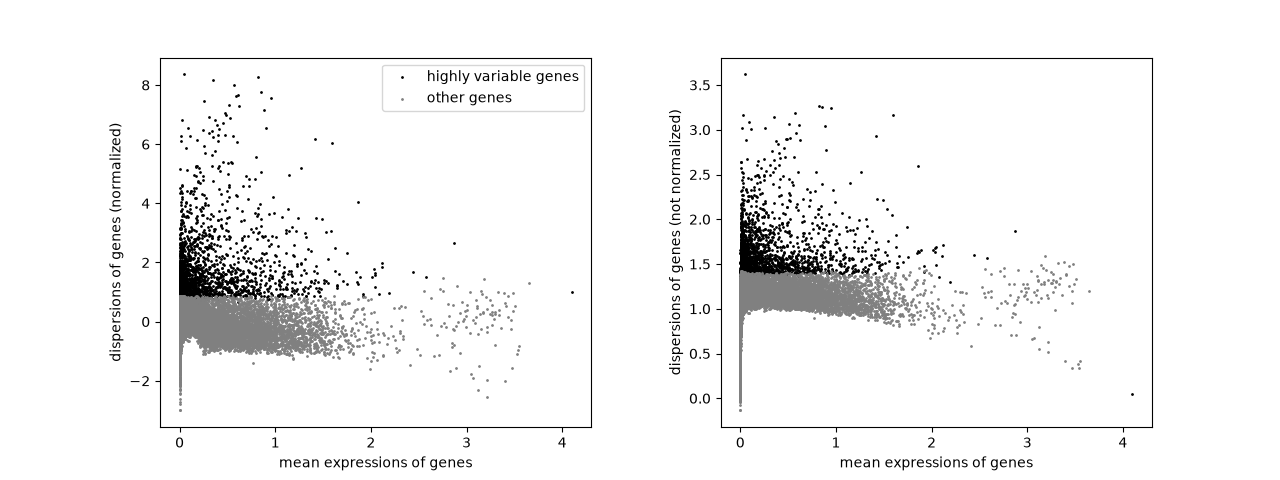 8
6
4
2
0
−2
dispersions of genes (normalized)
highly variable genes
other genes
0 1 2 3 4
mean expressions of genes
3.5
3.0
2.5
2.0
1.5
1.0
0.5
0.0
dispersions of genes (not normalized)
0 1 2 3 4
mean expressions of genes